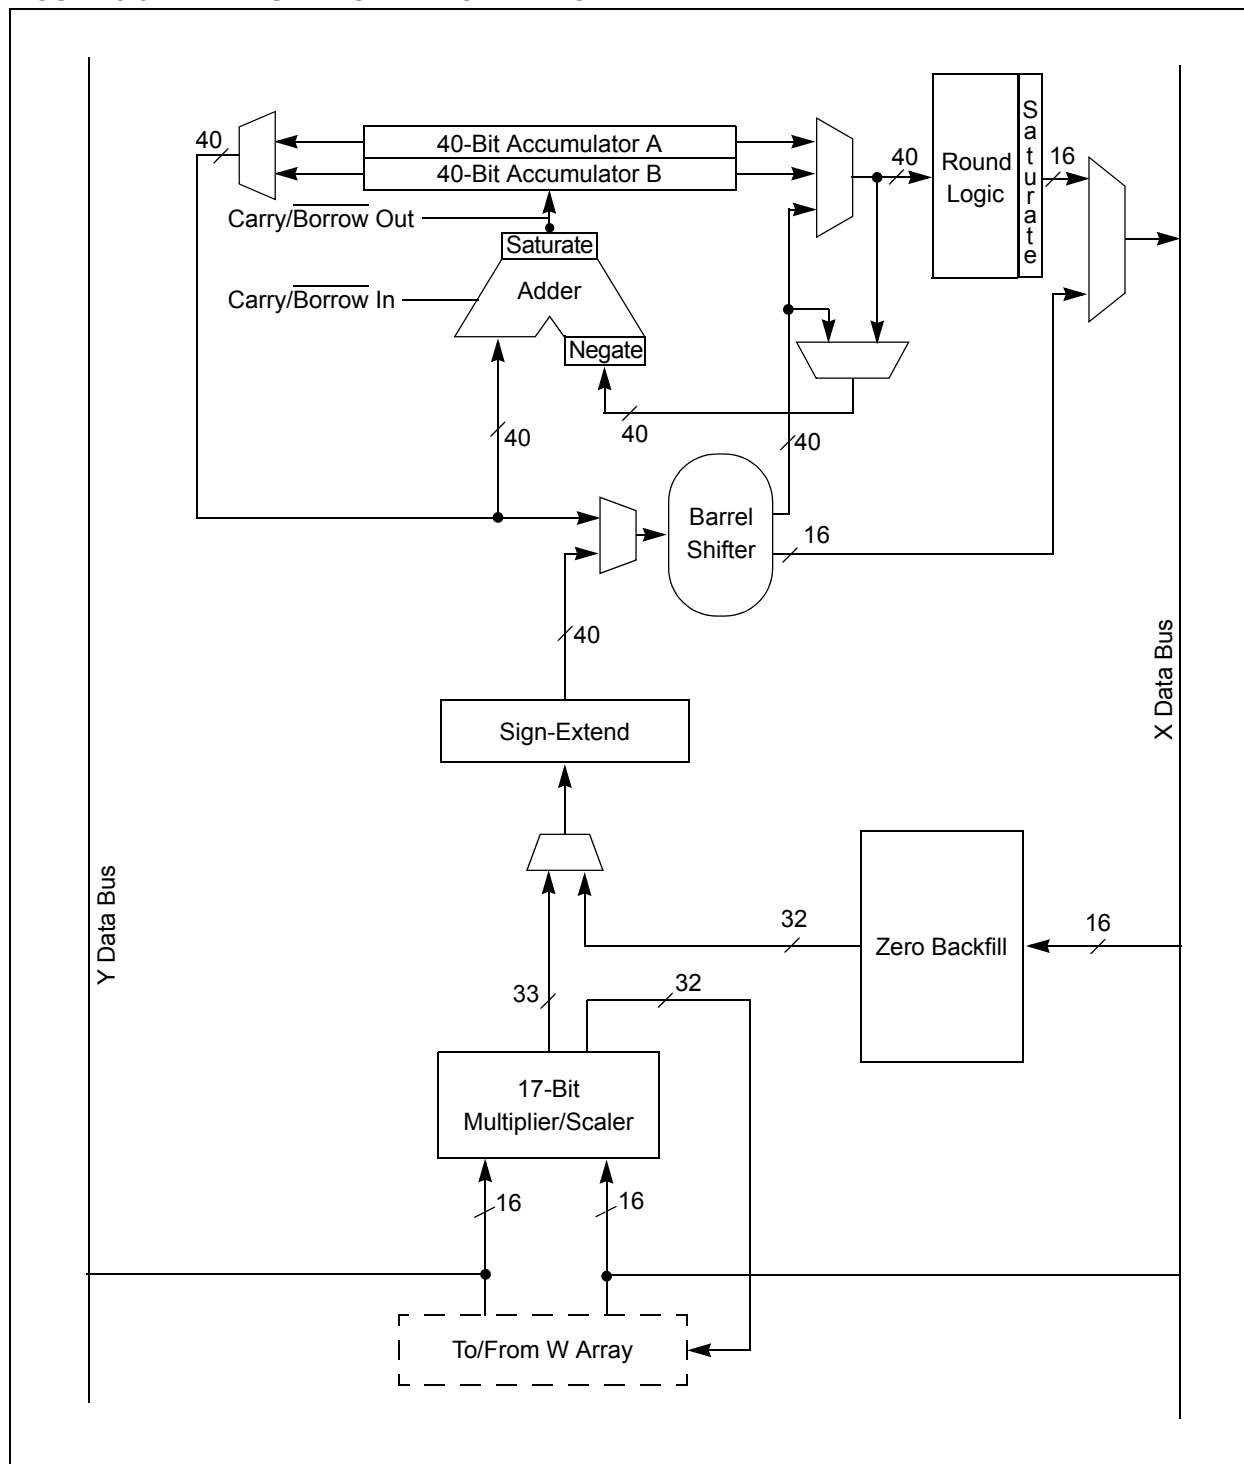 40
40-Bit Accumulator A
40-Bit Accumulator B
Carry/Borrow Out
Saturate
Carry/Borrow In
Adder
Negate
40
Round
Logic
Saturate
16
40
40
40
Barrel
Shifter
16
40
Sign-Extend
X Data Bus
Y Data Bus
33
32
32
Zero Backfill
16
17-Bit
Multiplier/Scaler
16
16
To/From W Array